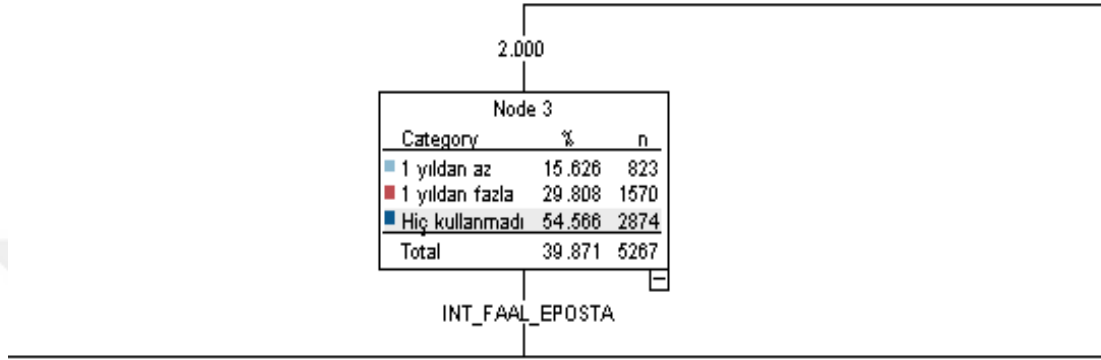 2.000
Node 3
Category % n
1 yıldan az 15.626 823
1 yıldan fazla 29.808 1570
Hiç kullanmadı 54.566 2874
Total 39.871 5267
INT_FAAL_EPOSTA